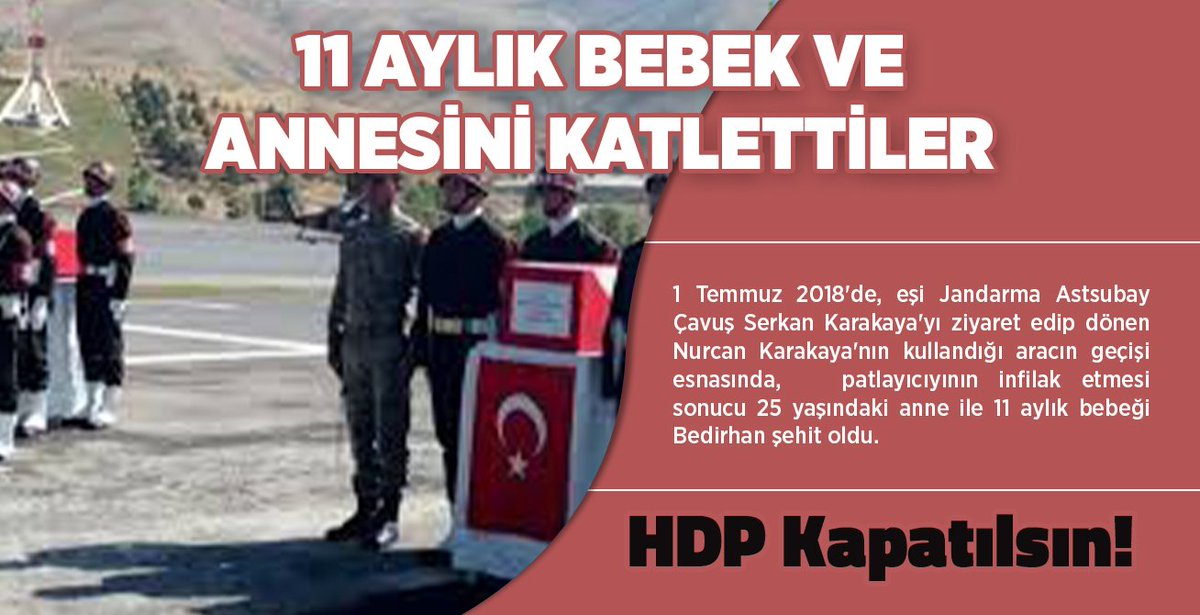 11 AYLIK BEBEK VE
ANNESİNİ KATLETTİLER
1 Temmuz 2018'de, eşi Jandarma Astsubay
Çavuş Serkan Karakaya'yı ziyaret edip dönen
Nurcan Karakaya'nın kullandığı aracın geçişi
esnasında, patlayıcıyının infilak etmesi
sonucu 25 yaşındaki anne ile 11 aylık bebeği
Bedirhan şehit oldu.
HDP Kapatılsın!